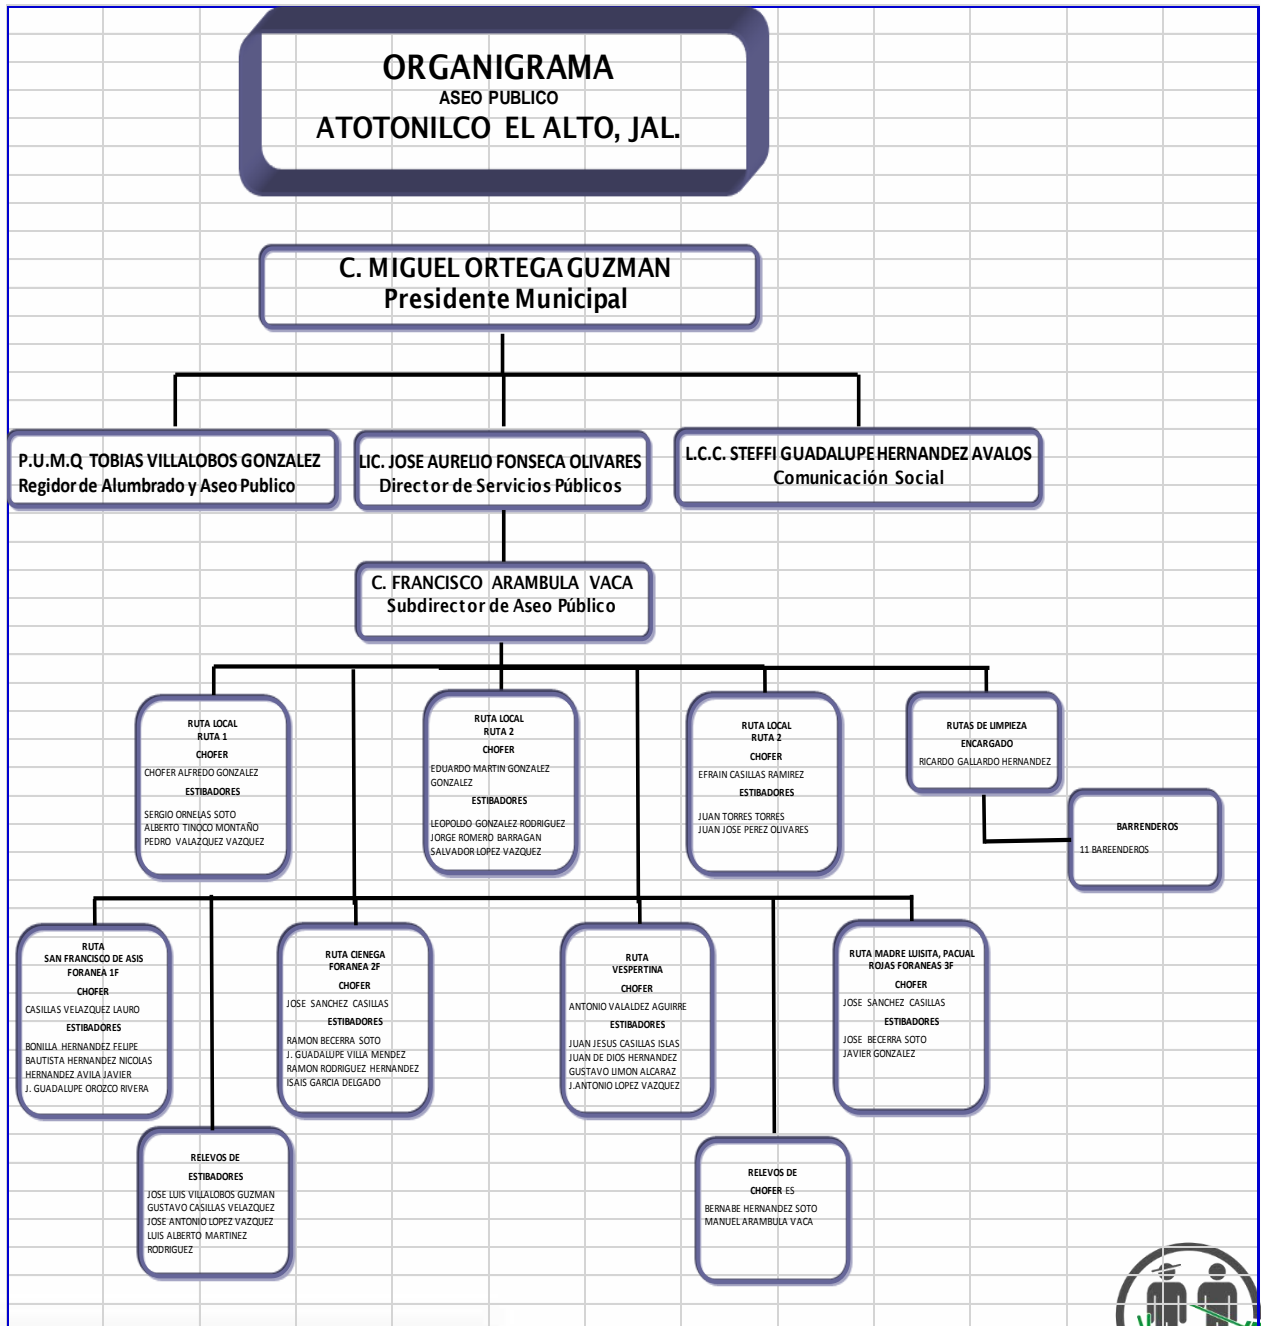 ORGANIGRAMA
ASEO PUBLICO
ATOTONILCO EL ALTO, JAL.
C. MIGUEL ORTEGA GUZMAN
Presidente Municipal
P.U.M.Q TOBIAS VILLALOBOS GONZALEZ
Regidor de Alumbrado y Aseo Publico
LIC. JOSE AURELIO FONSECA OLIVARES
Director de Servicios Públicos
L.C.C. STEFFI GUADALUPE HERNANDEZ AVALOS
Comunicación Social
C. FRANCISCO ARAMBULA VACA
Subdirector de Aseo Público
RUTA LOCAL
RUTA 1
CHOFER
CHOFER ALFREDO GONZALEZ
ESTIBADORES
SERGIO ORNELAS SOTO
ALBERTO TINOCO MONTAÑO
PEDRO VALAZQUEZ VAZQUEZ
RUTA LOCAL
RUTA 2
CHOFER
EDUARDO MARTIN GONZALEZ
GONZALEZ
ESTIBADORES
LEOPOLDO GONZALEZ RODRIGUEZ
JORGE ROMERO BARRAGAN
SALVADOR LOPEZ VAZQUEZ
RUTA LOCAL
RUTA 2
CHOFER
EFRAIN CASILLAS RAMIREZ
ESTIBADORES
JUAN TORRES TORRES
JUAN JOSE PEREZ OLIVARES
RUTAS DE LIMPIEZA
ENCARGADO
RICARDO GALLARDO HERNANDEZ
BARRENDEROS
11 BAREENDEROS
RUTA
SAN FRANCISCO DE ASIS
FORANEA 1F
CHOFER
CASILLAS VELAZQUEZ LAURO
ESTIBADORES
BONILLA HERNANDEZ FELIPE
BAUTISTA HERNANDEZ NICOLAS
HERNANDEZ AVILA JAVIER
J. GUADALUPE OROZCO RIVERA
RUTA CIENEGA
FORANEA 2F
CHOFER
JOSE SANCHEZ CASILLAS
ESTIBADORES
RAMON BECERRA SOTO
J. GUADALUPE VILLA MENDEZ
RAMON RODRIGUEZ HERNANDEZ
ISAIS GARCIA DELGADO
RUTA
VESPERTINA
CHOFER
ANTONIO VALALDEZ AGUIRRE
ESTIBADORES
JUAN JESUS CASILLAS ISLAS
JUAN DE DIOS HERNANDEZ
GUSTAVO LIMON ALCARAZ
J.ANTONIO LOPEZ VAZQUEZ
RUTA MADRE LUISITA, PACUAL
ROJAS FORANEAS 3F
CHOFER
JOSE SANCHEZ CASILLAS
ESTIBADORES
JOSE BECERRA SOTO
JAVIER GONZALEZ
RELEVOS DE
ESTIBADORES
JOSE LUIS VILLALOBOS GUZMAN
GUSTAVO CASILLAS VELAZQUEZ
JOSE ANTONIO LOPEZ VAZQUEZ
LUIS ALBERTO MARTINEZ
RODRIGUEZ
RELEVOS DE
CHOFER ES
BERNABE HERNANDEZ SOTO
MANUEL ARAMBULA VACA